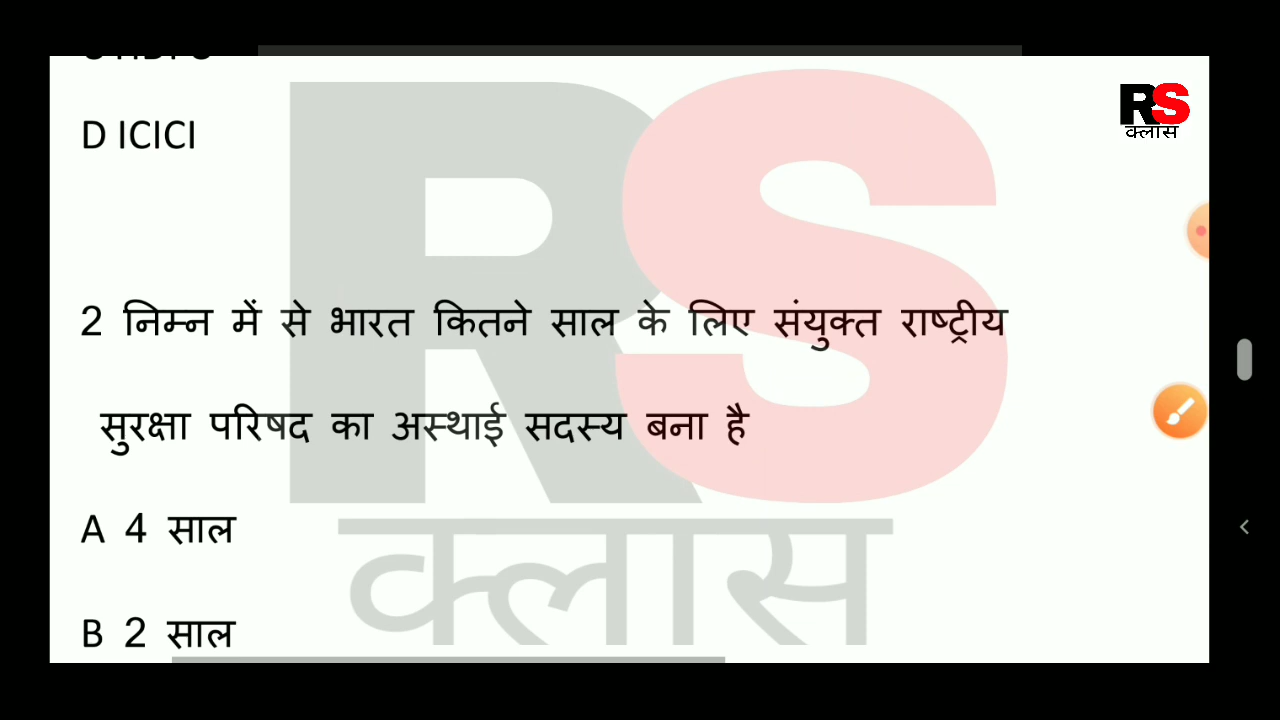 D ICICI
RS
क्लास
2 निम्न में से भारत कितने साल के लिए संयुक्त राष्ट्रीय
सुरक्षा परिषद का अस्थाई सदस्य बना है
A 4 साल
B 2 साल
RS
क्लास